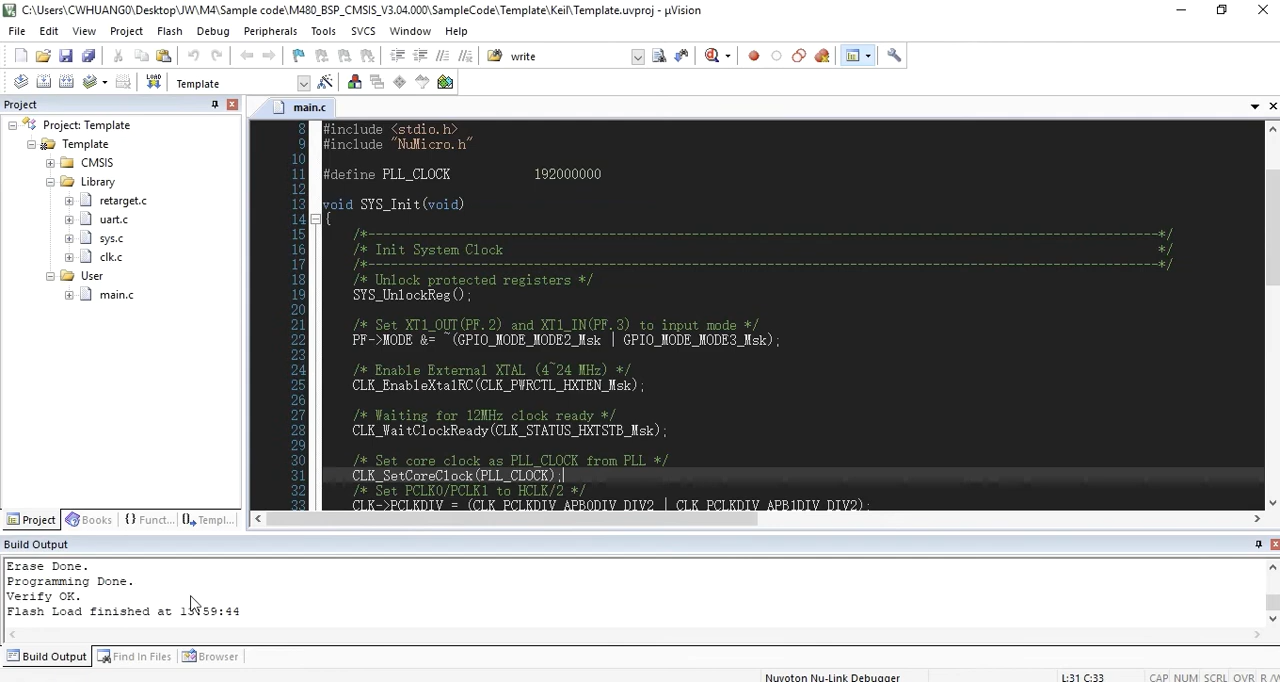 C:\Users\CWHUANG0\Desktop\JW\M4\Sample code\M480_BSP_CMSIS_V3.04.000\SampleCode\Template\Keil\Template.uvproj - µVision
File Edit View Project Flash Debug Peripherals Tools SVCS Window Help
write
LOAD Template
Project
main.c
Project: Template
Template
CMSIS
Library
retarget.c
uart.c
sys.c
clk.c
User
main.c
8 #include <stdio.h>
9 #include "NuMicro.h"
10
11 #define PLL_CLOCK 192000000
12
13 void SYS_Init(void)
14 {
15 /*---------------------------------------------------------------------------------------------------------*/
16 /* Init System Clock */
17 /*---------------------------------------------------------------------------------------------------------*/
18 /* Unlock protected registers */
19 SYS_UnlockReg();
20
21 /* Set XT1_OUT(PF.2) and XT1_IN(PF.3) to input mode */
22 PF->MODE &= ~(GPIO_MODE_MODE2_Msk | GPIO_MODE_MODE3_Msk);
23
24 /* Enable External XTAL (4~24 MHz) */
25 CLK_EnableXtalRC(CLK_PWRCTL_HXTEN_Msk);
26
27 /* Waiting for 12MHz clock ready */
28 CLK_WaitClockReady(CLK_STATUS_HXTSTB_Msk);
29
30 /* Set core clock as PLL_CLOCK from PLL */
31 CLK_SetCoreClock(PLL_CLOCK);
32 /* Set PCLK0/PCLK1 to HCLK/2 */
33 CLK->PCLKDIV = (CLK_PCLKDIV_APB0DIV_DIV2 | CLK_PCLKDIV_APB1DIV_DIV2);
Project Books {} Funct... Templ...
Build Output
Erase Done.
Programming Done.
Verify OK.
Flash Load finished at 13:59:44
Build Output Find In Files Browser
Nuvoton Nu-Link Debugger L:31 C:33 CAP NUM SCRL OVR R/W